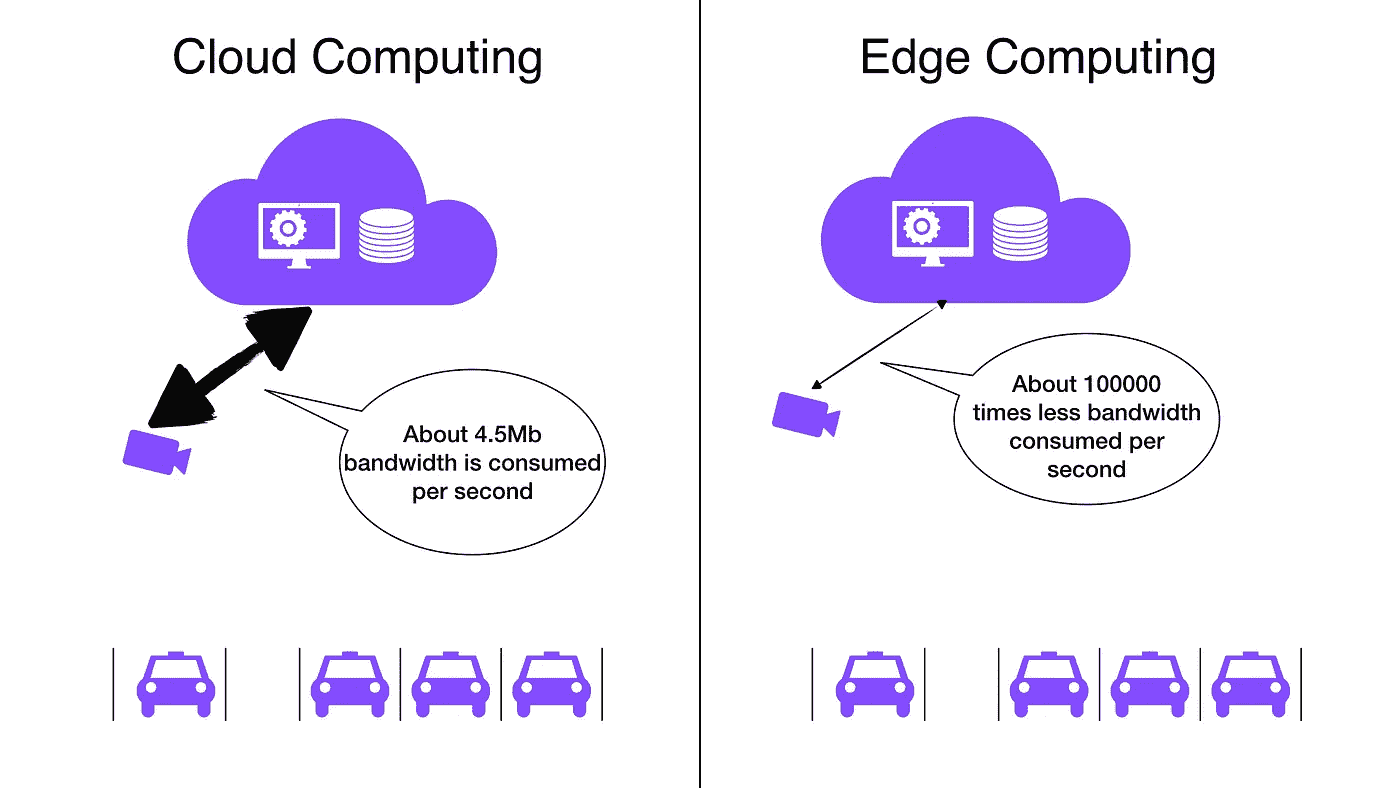 Cloud Computing
About 4.5Mb
bandwidth is consumed
per second
Edge Computing
About 100000
times less bandwidth
consumed per
second